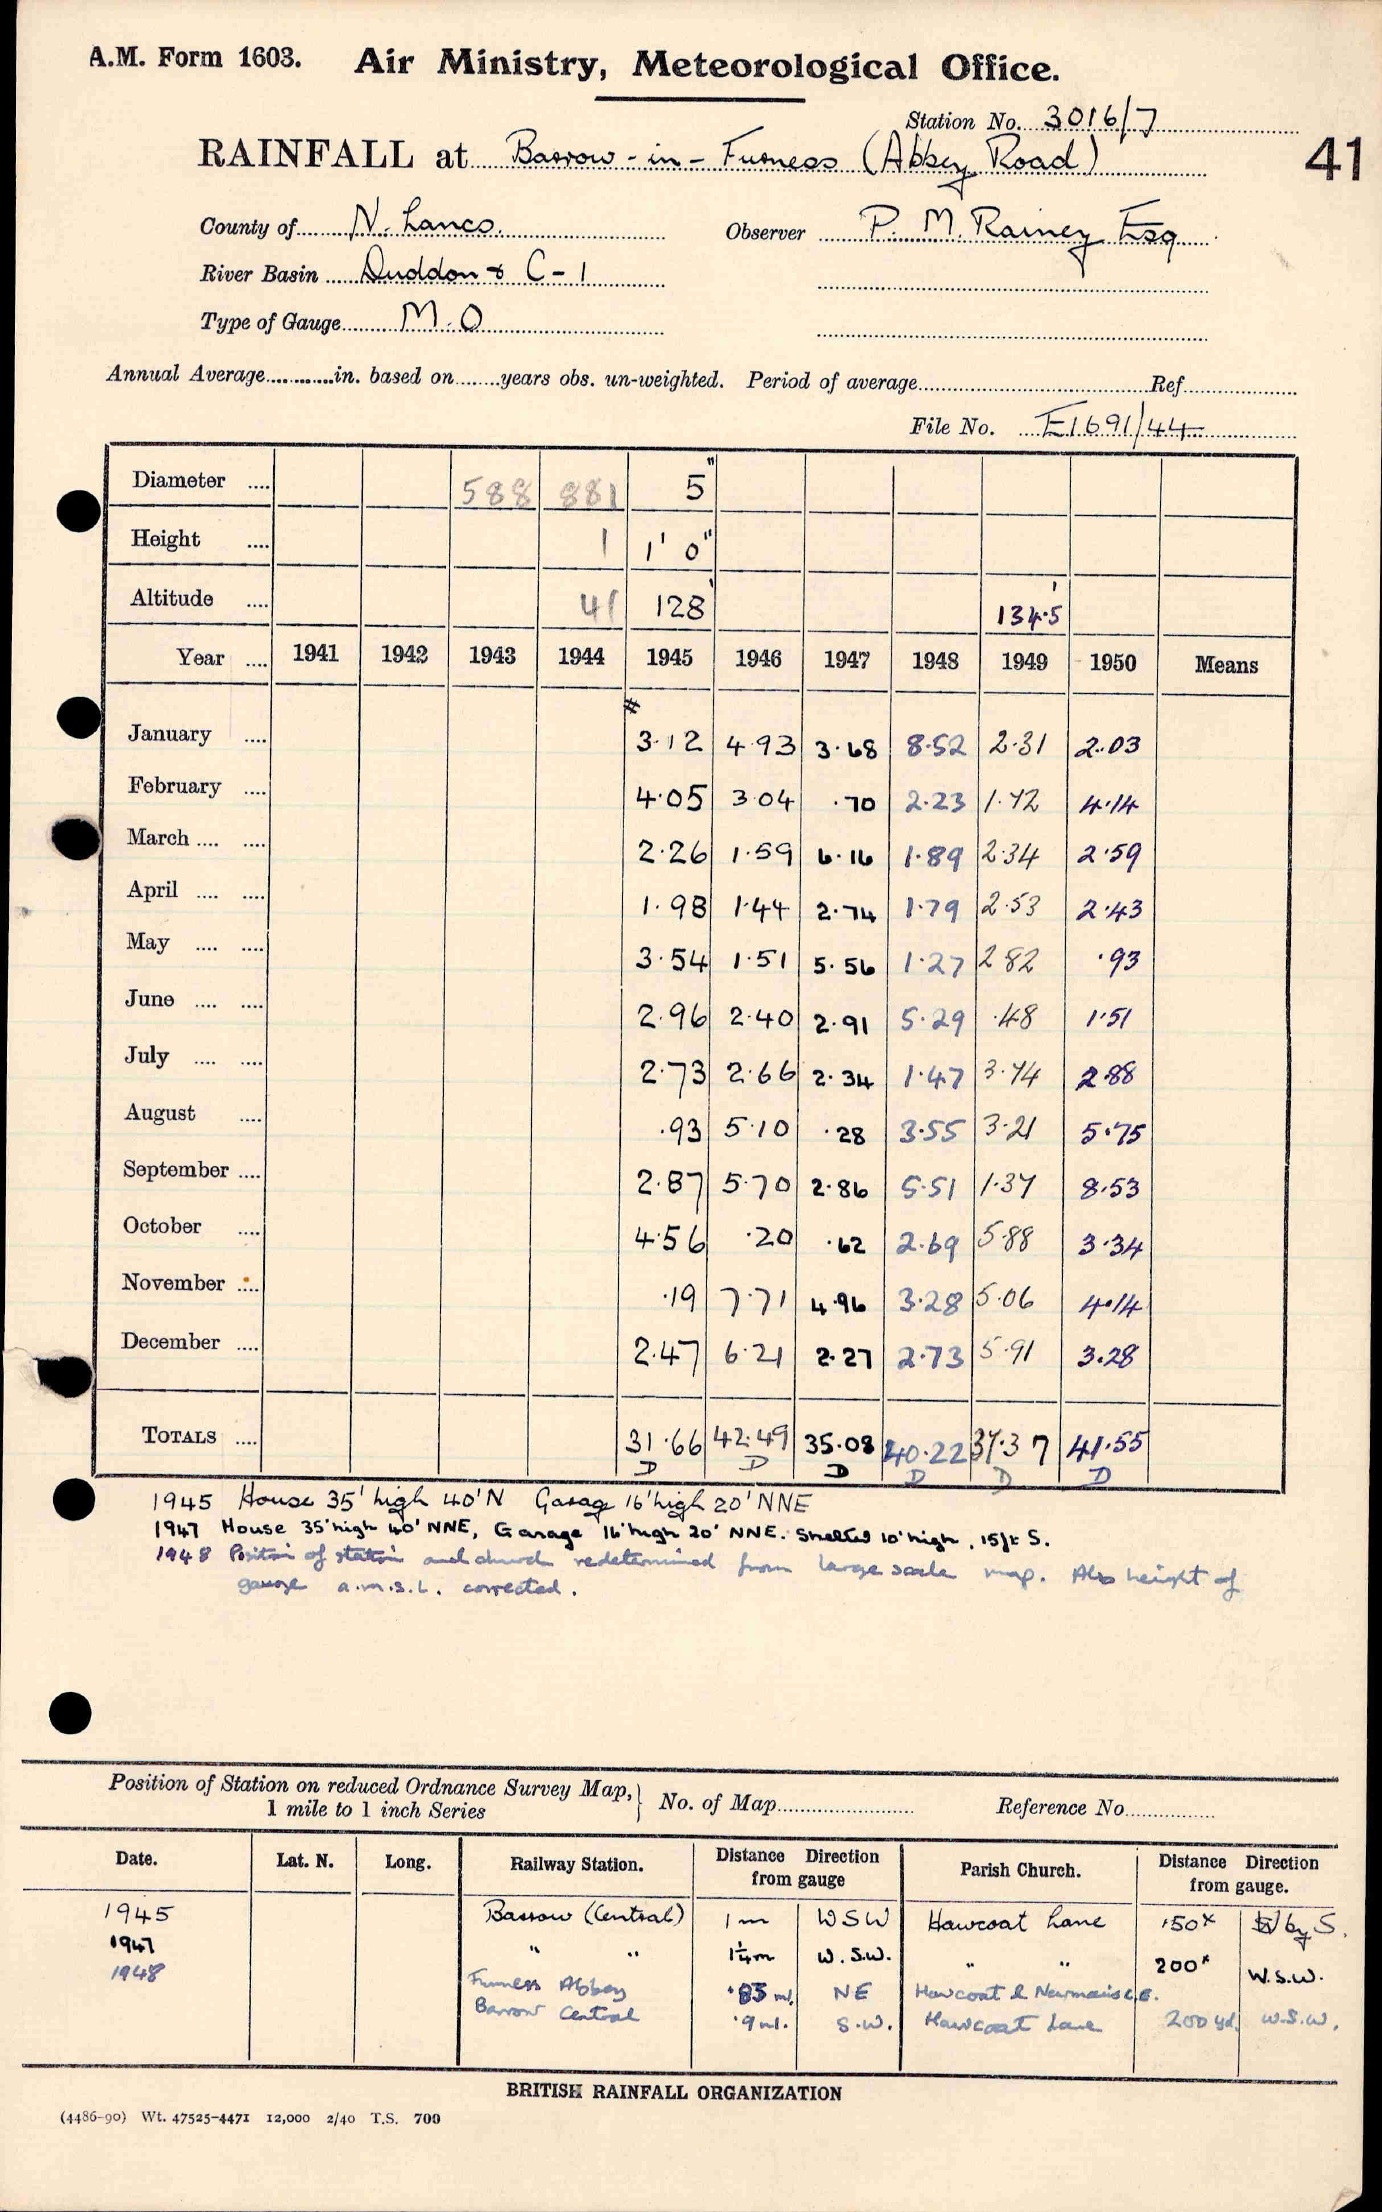 A.M. Form 1603. Air Ministry, Meteorological Office.
Station No. 3016/7
RAINFALL at Barrow-in-Furness (Abbey Road)
41
County of N. Lancs. Observer P. M. Rainey Esq
River Basin Duddon & C-1
Type of Gauge M.O
Annual Average in. based on years obs. un-weighted. Period of average Ref
File No. E1691/44
Diameter 588 881 5"
Height 1 1' 0"
Altitude 41 128' 134.5'
Year 1941 1942 1943 1944 1945 1946 1947 1948 1949 1950 Means
January 3.12 4.93 3.68 8.52 2.31 2.03
February 4.05 3.04 .70 2.23 1.72 4.14
March 2.26 1.59 6.16 1.89 2.34 2.59
April 1.98 1.44 2.74 1.79 2.53 2.43
May 3.54 1.51 5.56 1.27 2.82 .93
June 2.96 2.40 2.91 5.29 .48 1.51
July 2.73 2.66 2.34 1.47 3.74 2.88
August .93 5.10 .28 3.55 3.21 5.75
September 2.87 5.70 2.86 5.51 1.37 8.53
October 4.56 .20 .62 2.69 5.88 3.34
November .19 7.71 4.96 3.28 5.06 4.14
December 2.47 6.21 2.27 2.73 5.91 3.28
TOTALS 31.66 42.49 35.08 40.22 37.37 41.55
D D D D D D
1945 House 35' high 40' N Garage 16' high 20' NNE
1947 House 35' high 40' NNE, Garage 16' high 20' NNE. Shelter 10' high, 15ft S.
1948 Position of station and church redetermined from large scale map. Also height of
gauge a.m.s.l. corrected.
Position of Station on reduced Ordnance Survey Map, 1 mile to 1 inch Series } No. of Map Reference No.
Date. Lat. N. Long. Railway Station. Distance Direction from gauge Parish Church. Distance Direction from gauge.
1945 Barrow (Central) 1 m WSW Hawcoat Lane 150x W by S.
1947 " " 1¼m W.S.W. " " 200x W.S.W.
1948 Furness Abbey .85 ml. NE Hawcoat &
Barrow Central .9 ml. S.W. Hawcoat Lane 200 yd. W.S.W.
BRITISH RAINFALL ORGANIZATION
(4486-90) Wt. 47525-4471 12,000 2/40 T.S. 700